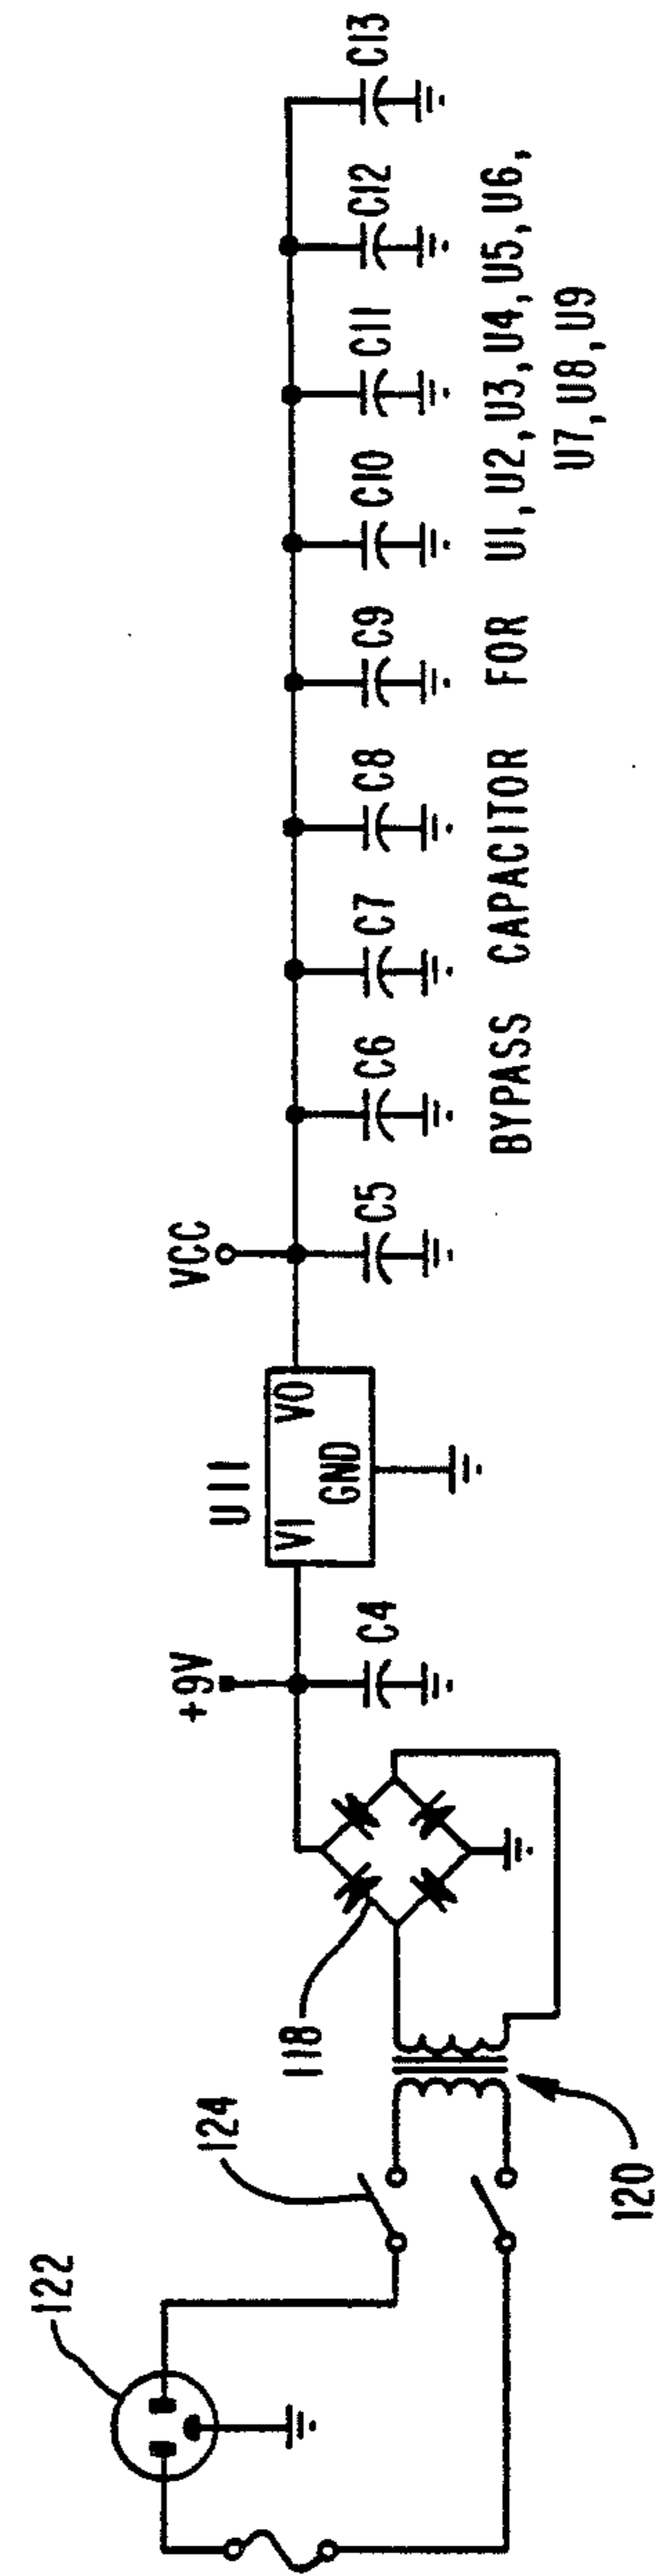 122
124
120
118
+9V
C4
U11
VI
VO
GND
VCC
C5
C6
C7
C8
C9
C10
C11
C12
C13
BYPASS CAPACITOR FOR U1, U2, U3, U4, U5, U6,
U7, U8, U9